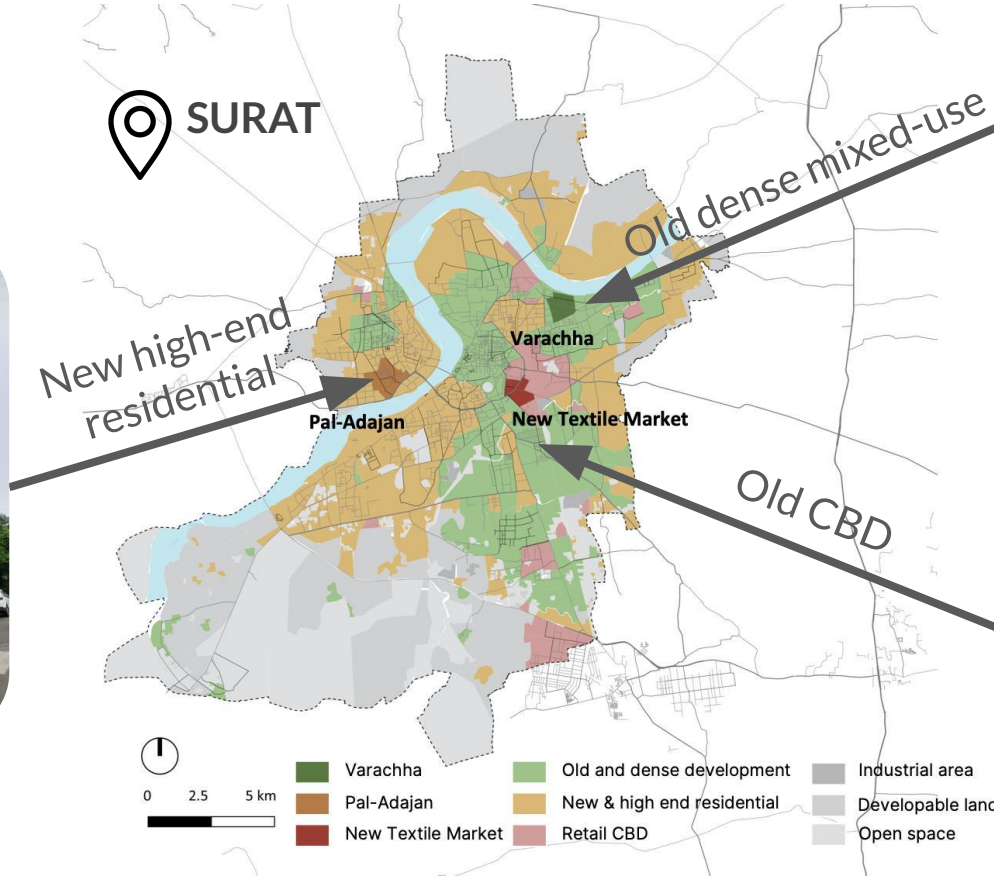 SURAT
Old dense mixed-use
New high-end
residential
Varachha
Pal-Adajan
New Textile Market
Old CBD
0 2.5 5 km
Varachha
Pal-Adajan
New Textile Market
Old and dense development
New & high end residential
Retail CBD
Industrial area
Developable land
Open space